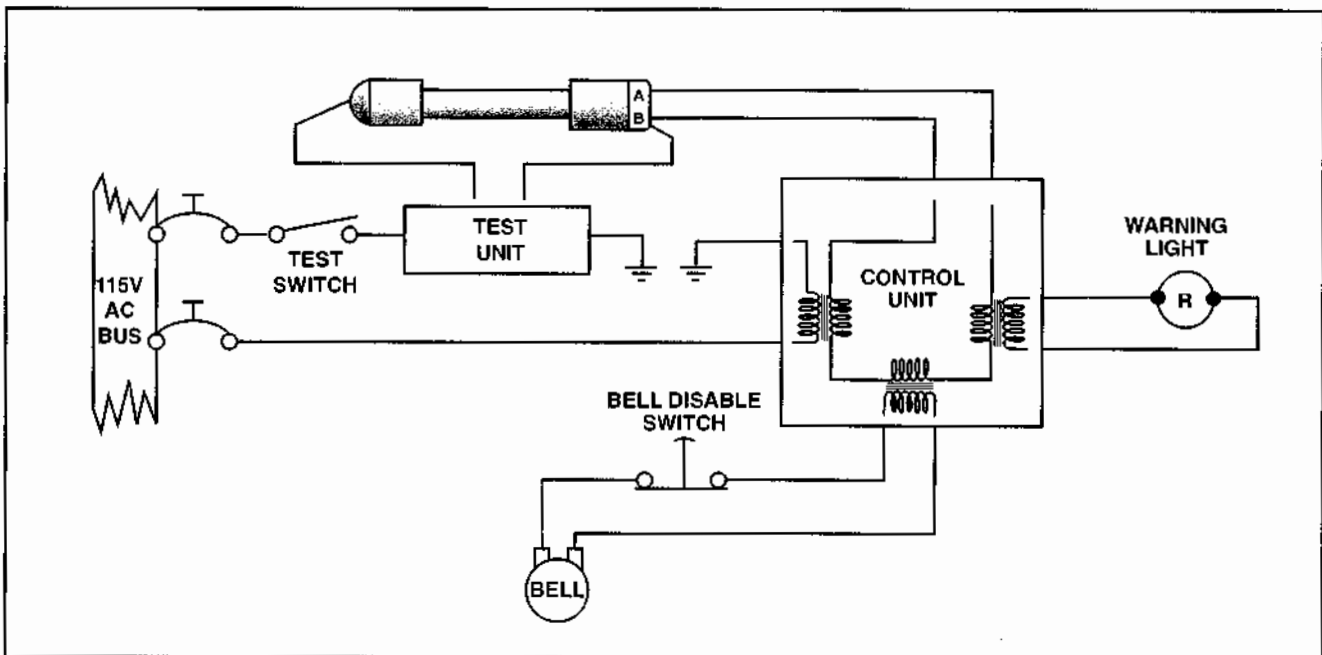 A
B
TEST
UNIT
TEST
SWITCH
115V
AC
BUS
CONTROL
UNIT
WARNING
LIGHT
R
BELL DISABLE
SWITCH
BELL